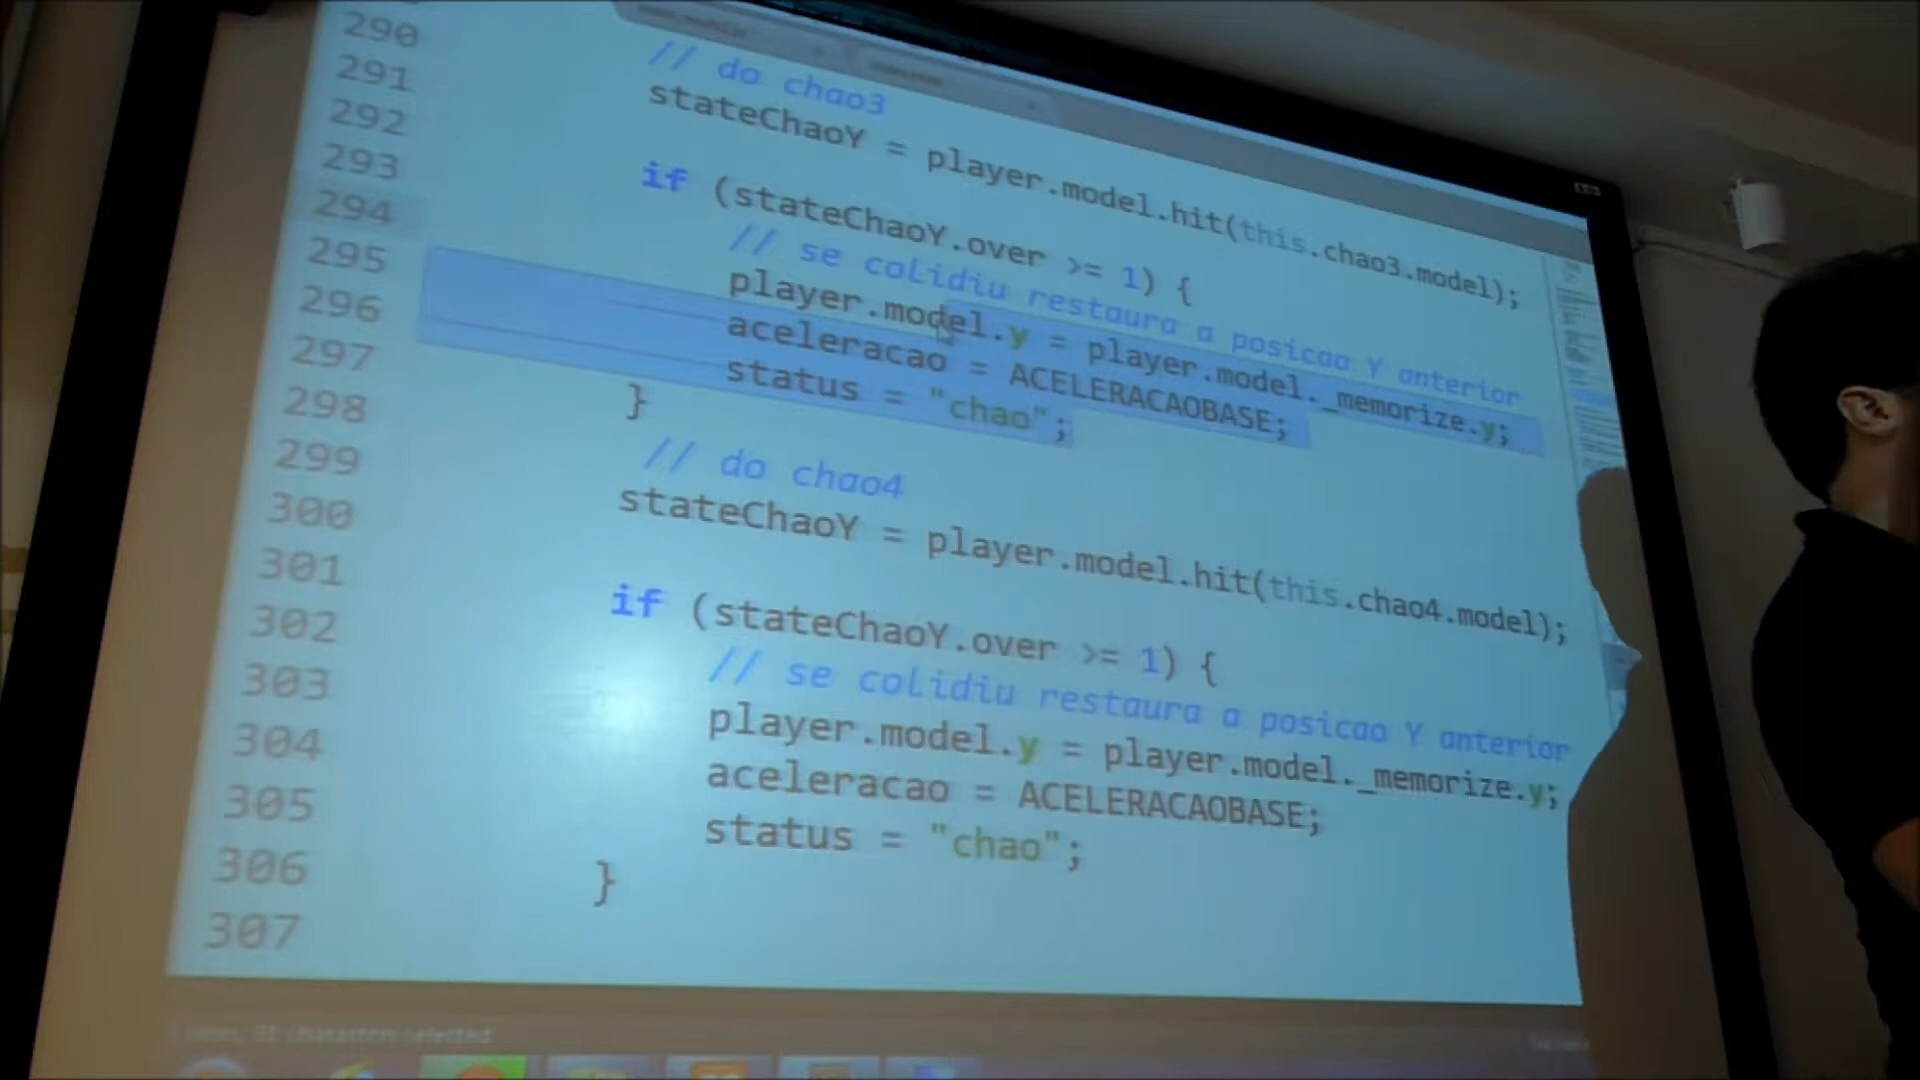 290
291 // do chao3
292 stateChaoY = player.model.hit(this.chao3.model);
293 if (stateChaoY.over >= 1) {
294 // se colidiu restaura a posicao Y anterior
295 player.model.y = player.model._memorize.y;
296 aceleracao = ACELERACAOBASE;
297 status = "chao";
298 }
299 // do chao4
300 stateChaoY = player.model.hit(this.chao4.model);
301 if (stateChaoY.over >= 1) {
302 // se colidiu restaura a posicao Y anterior
303 player.model.y = player.model._memorize.y;
304 aceleracao = ACELERACAOBASE;
305 status = "chao";
306 }
307
characters selected